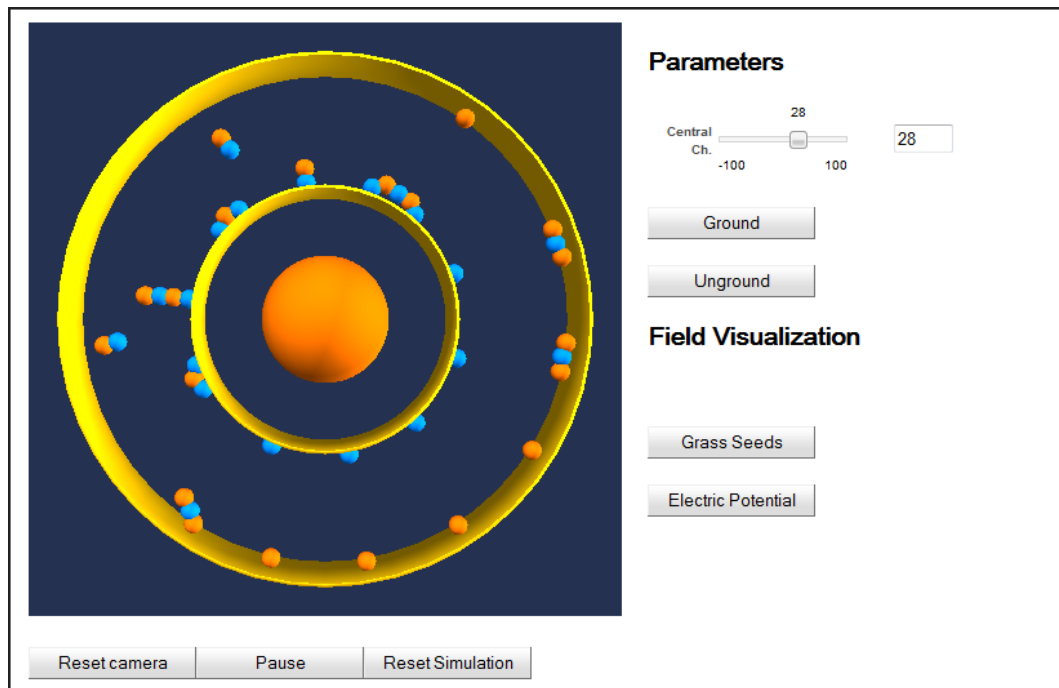 Parameters
28
Central
Ch.
28
-100 100
Ground
Unground
Field Visualization
Grass Seeds
Electric Potential
Reset camera Pause Reset Simulation